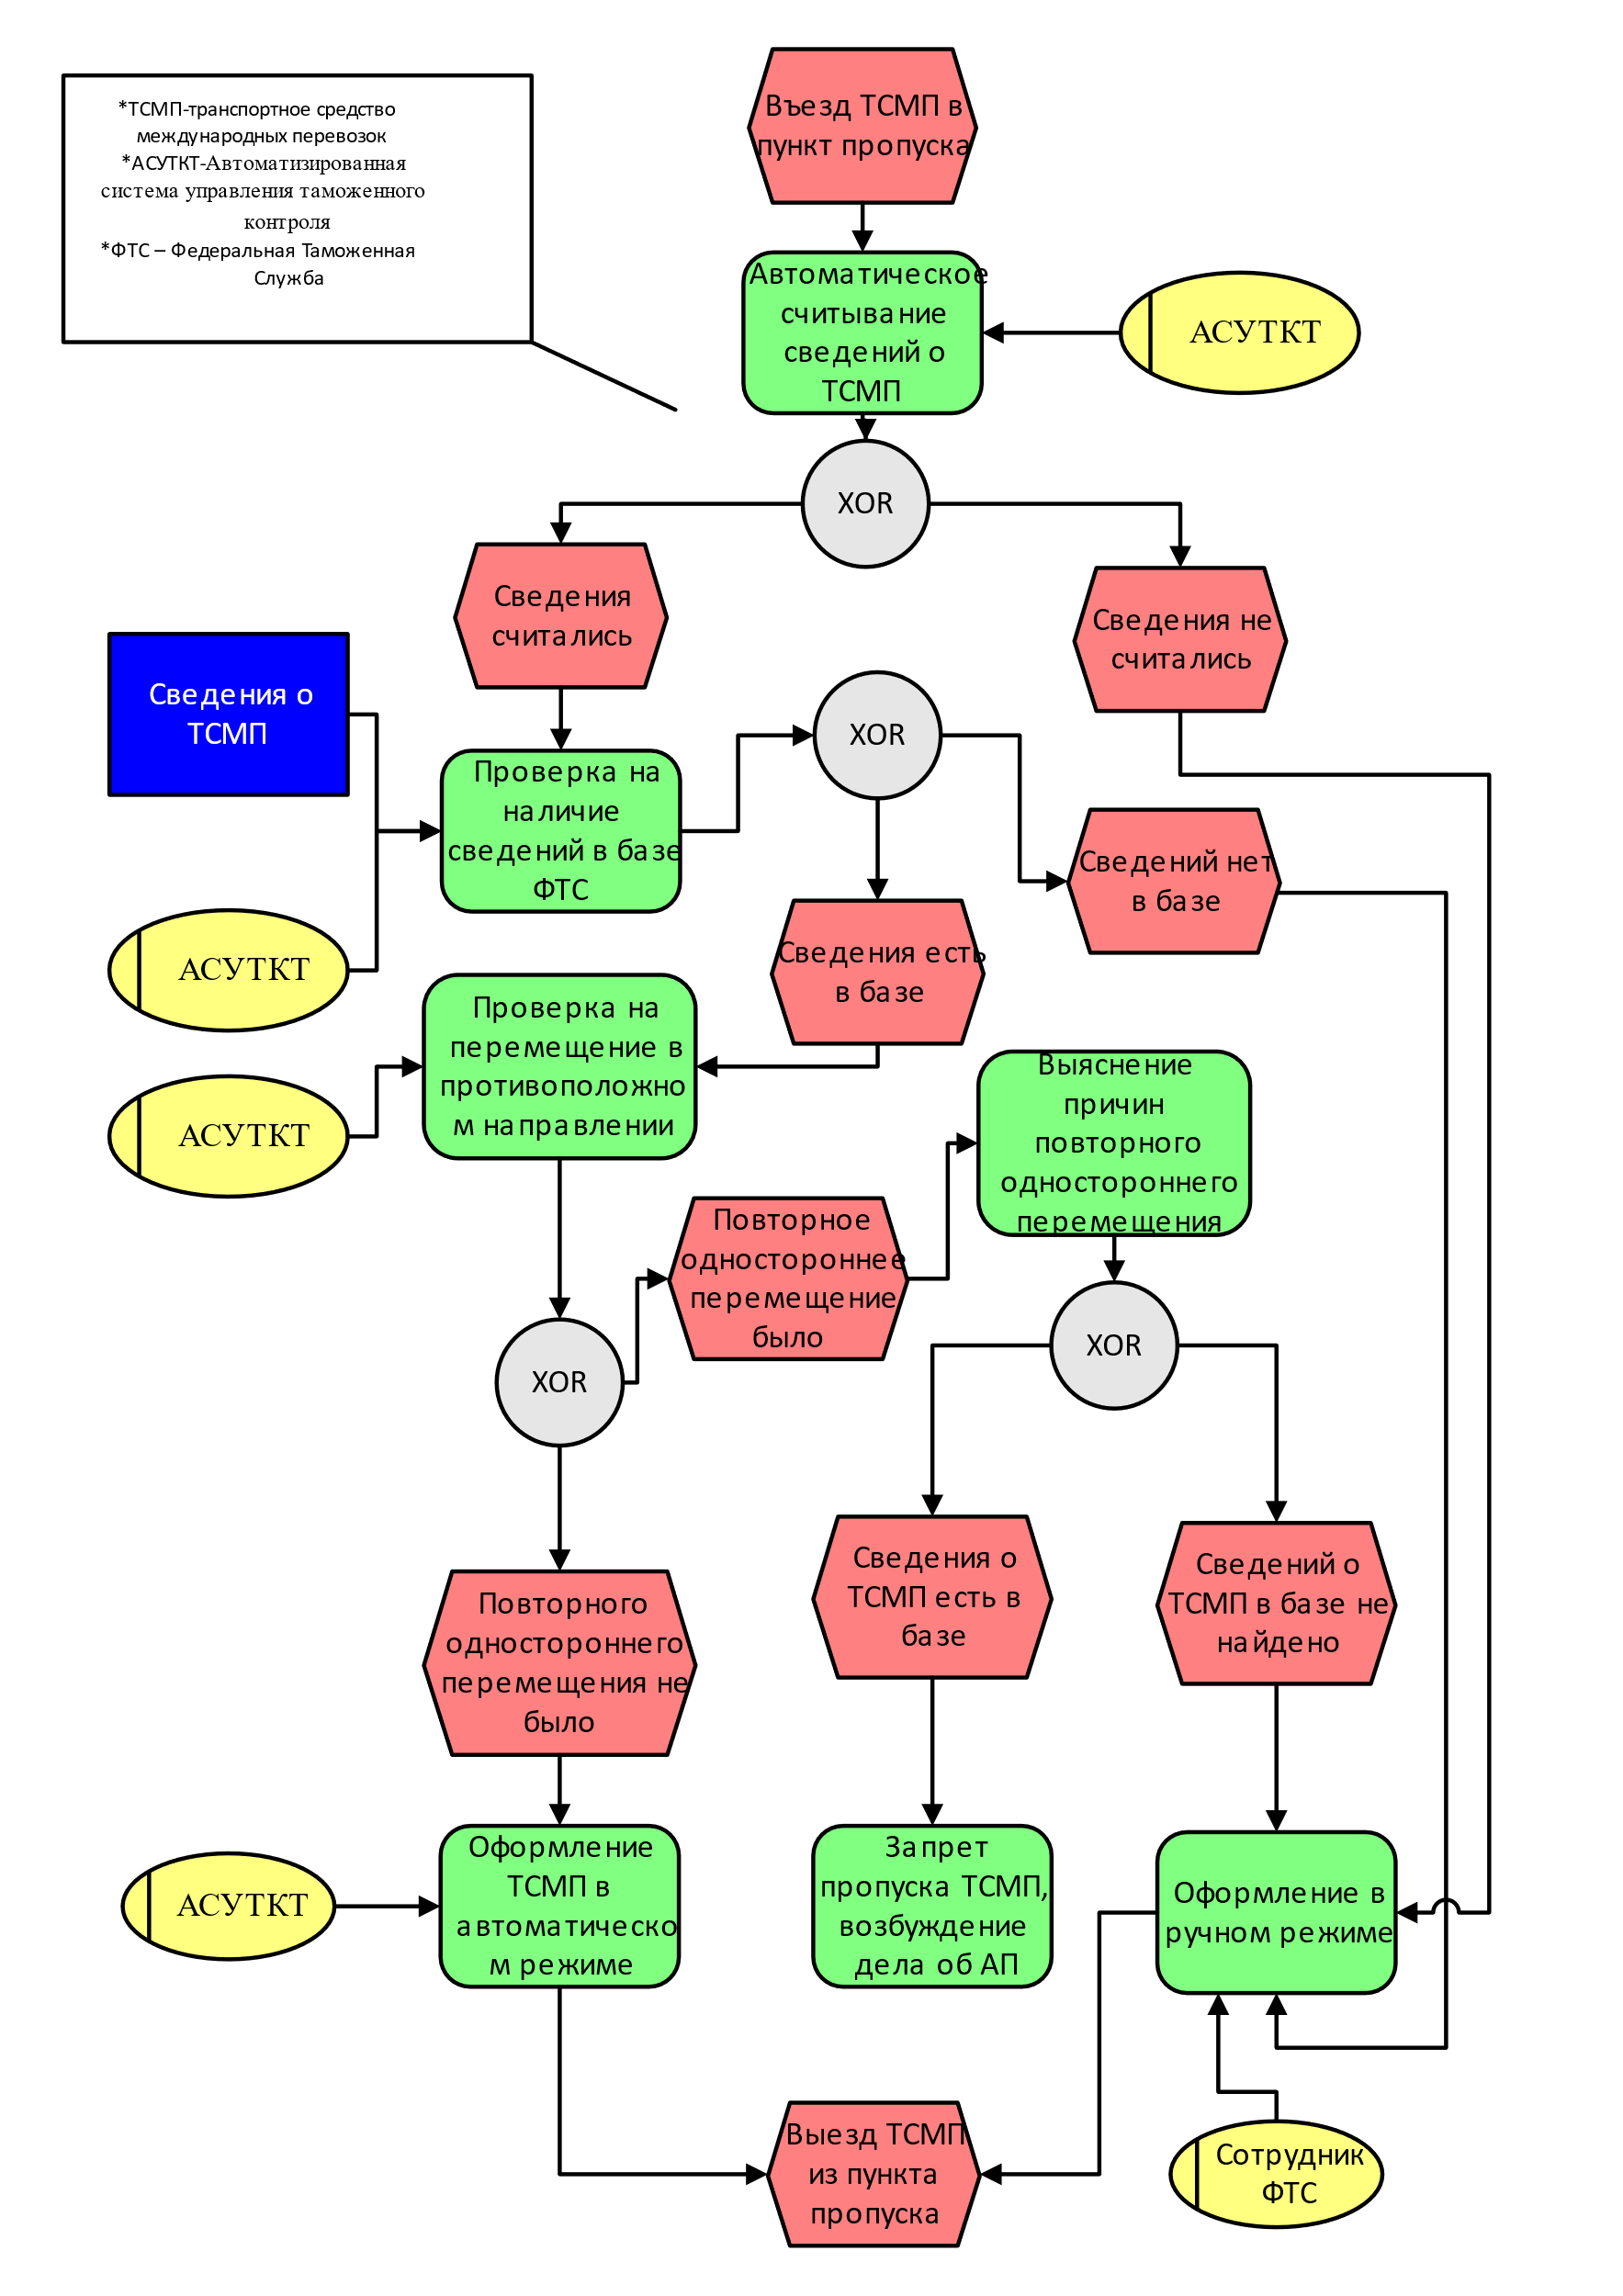 *ТСМП-транспортное средство
международных перевозок
*АСУТКТ-Автоматизированная
система управления таможенного
контроля
*ФТС – Федеральная Таможенная
Служба
Въезд ТСМП в
пункт пропуска
Автоматическое
считывание
сведений о
ТСМП
АСУТКТ
XOR
Сведения
считались
Сведения не
считались
Сведения о
ТСМП
XOR
Проверка на
наличие
сведений в базе
ФТС
Сведений нет
в базе
АСУТКТ
Сведения есть
в базе
Проверка на
перемещение в
противоположно
м направлении
АСУТКТ
Выяснение
причин
повторного
одностороннего
перемещения
Повторное
одностороннее
перемещение
было
XOR
XOR
Сведения о
ТСМП есть в
базе
Сведений о
ТСМП в базе не
найдено
Повторного
одностороннего
перемещения не
было
АСУТКТ
Оформление
ТСМП в
автоматическо
м режиме
Запрет
пропуска ТСМП,
возбуждение
дела об АП
Оформление в
ручном режиме
Выезд ТСМП
из пункта
пропуска
Сотрудник
ФТС